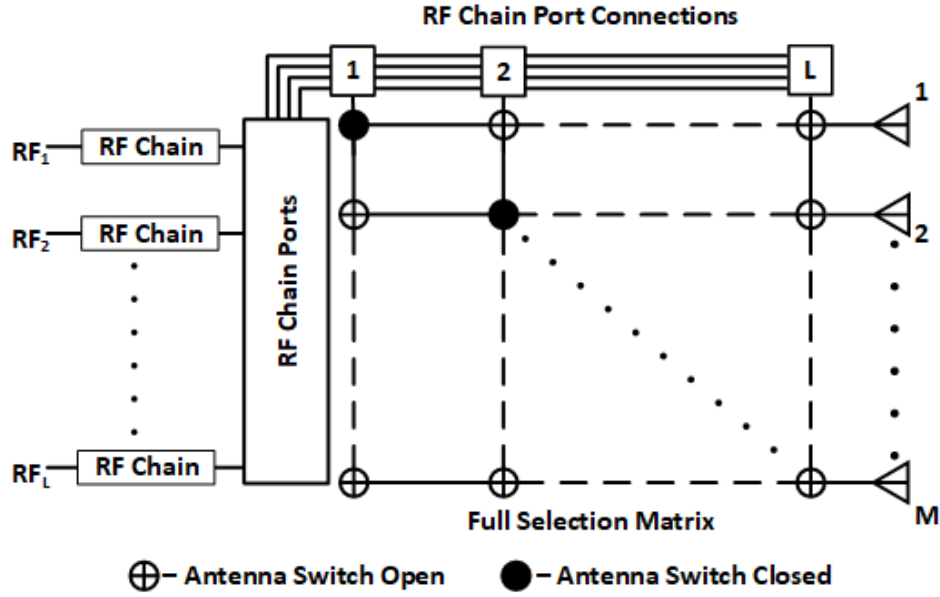 RF Chain Port Connections
1
2
L
1
RF₁
RF Chain
RF₂
RF Chain
2
RF Chain Ports
RF_L
RF Chain
M
Full Selection Matrix
– Antenna Switch Open
– Antenna Switch Closed